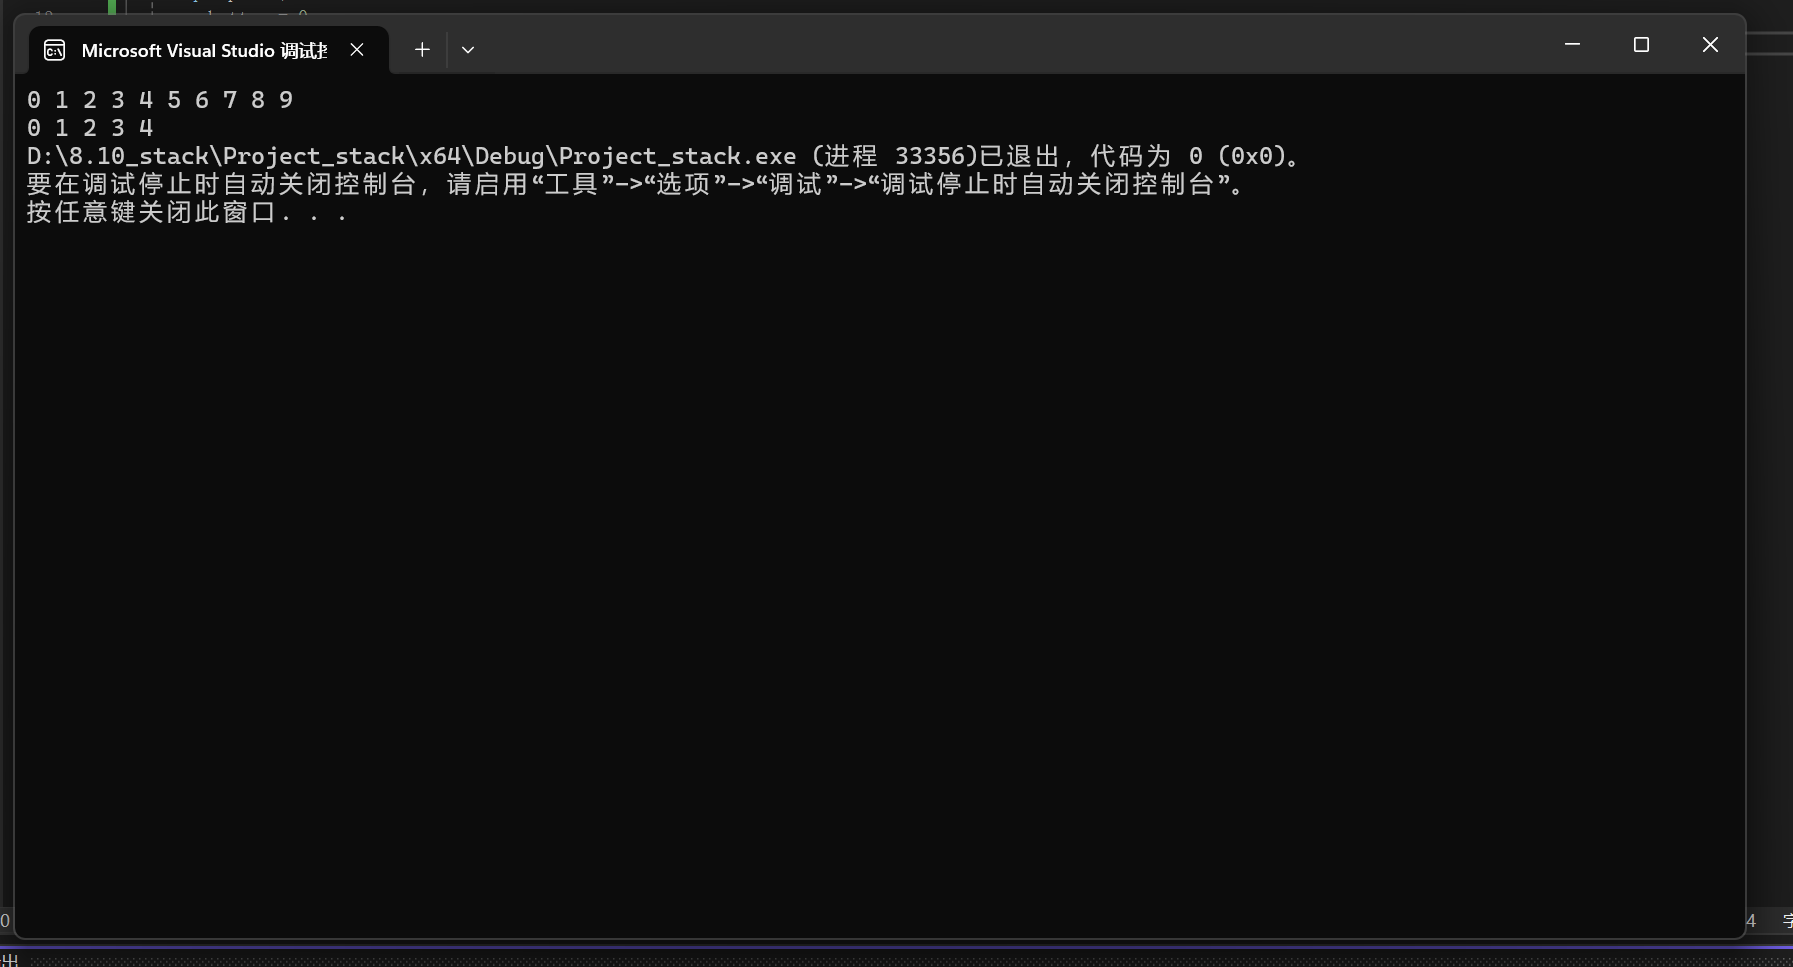 Microsoft Visual Studio 调试
0 1 2 3 4 5 6 7 8 9
0 1 2 3 4
D:\8.10_stack\Project_stack\x64\Debug\Project_stack.exe (进程 33356)已退出，代码为 0 (0x0)。
要在调试停止时自动关闭控制台，请启用“工具”->“选项”->“调试”->“调试停止时自动关闭控制台”。
按任意键关闭此窗口. . .
0
4
字
出